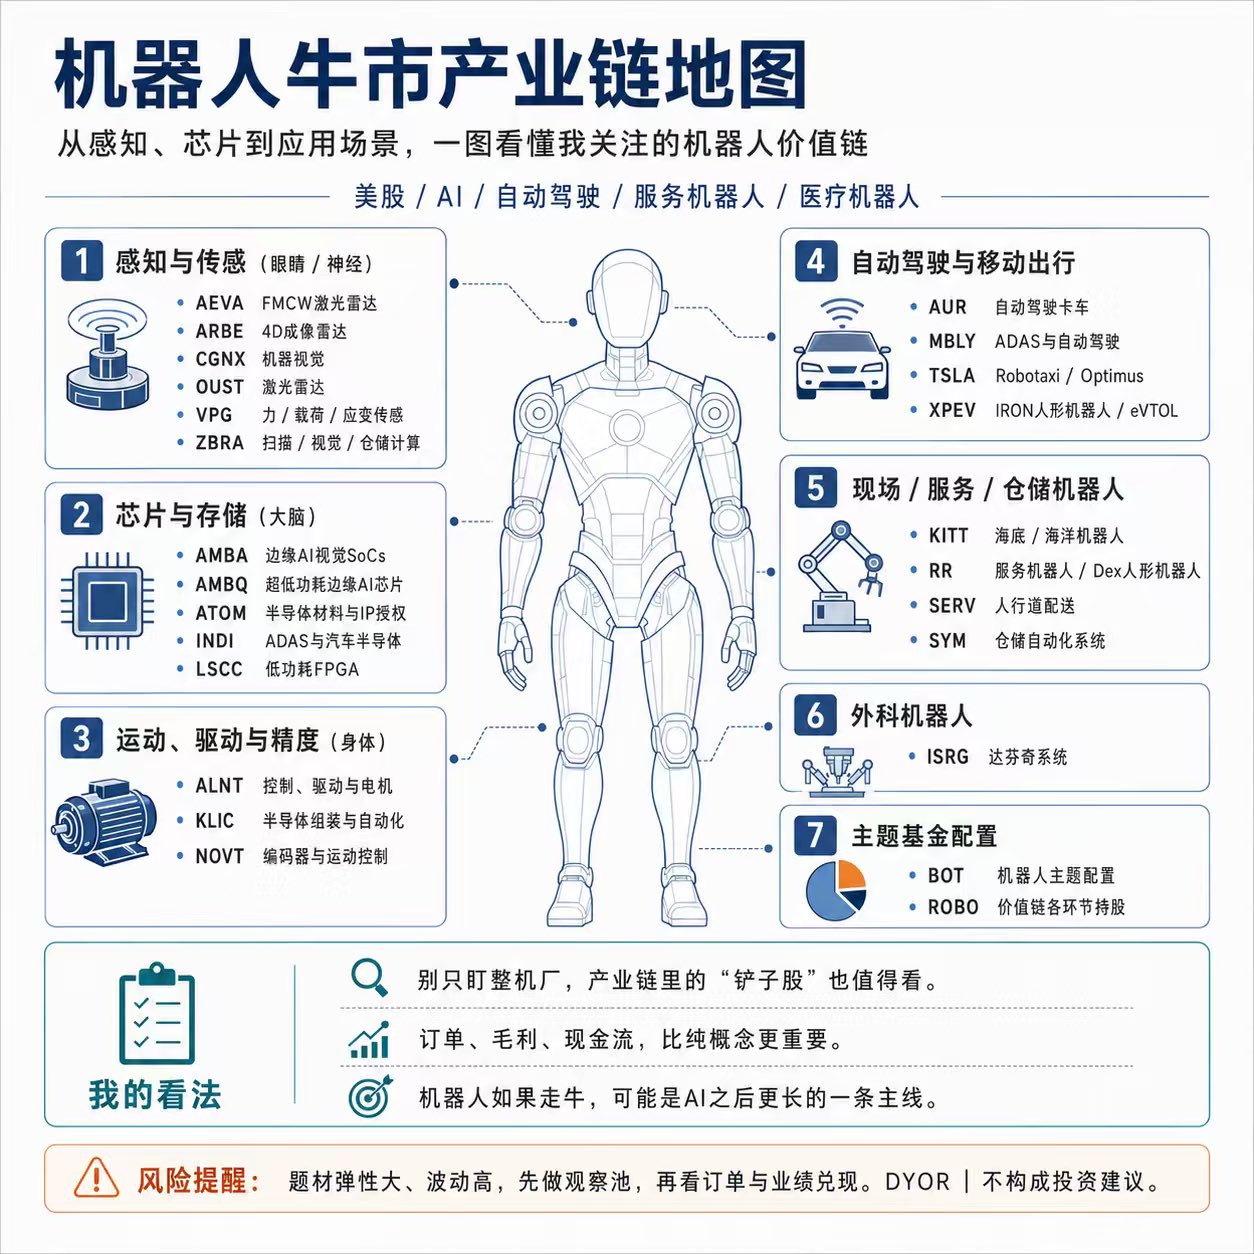 机器人牛市产业链地图
从感知、芯片到应用场景，一图看懂我关注的机器人价值链
美股 / AI / 自动驾驶 / 服务机器人 / 医疗机器人
1 感知与传感（眼睛 / 神经）
• AEVA FMCW激光雷达
• ARBE 4D成像雷达
• CGNX 机器视觉
• OUST 激光雷达
• VPG 力 / 载荷 / 应变传感
• ZBRA 扫描 / 视觉 / 仓储计算
2 芯片与存储（大脑）
• AMBA 边缘AI视觉SoCs
• AMBQ 超低功耗边缘AI芯片
• ATOM 半导体材料与IP授权
• INDI ADAS与汽车半导体
• LSCC 低功耗FPGA
3 运动、驱动与精度（身体）
• ALNT 控制、驱动与电机
• KLIC 半导体组装与自动化
• NOVT 编码器与运动控制
4 自动驾驶与移动出行
• AUR 自动驾驶卡车
• MBLY ADAS与自动驾驶
• TSLA Robotaxi / Optimus
• XPEV IRON人形机器人 / eVTOL
5 现场 / 服务 / 仓储机器人
• KITT 海底 / 海洋机器人
• RR 服务机器人 / Dex人形机器人
• SERV 人行道配送
• SYM 仓储自动化系统
6 外科机器人
• ISRG 达芬奇系统
7 主题基金配置
• BOT 机器人主题配置
• ROBO 价值链各环节持股
我的看法
别只盯整机厂，产业链里的“铲子股”也值得看。
订单、毛利、现金流，比纯概念更重要。
机器人如果走牛，可能是AI之后更长的一条主线。
风险提醒：题材弹性大、波动高，先做观察池，再看订单与业绩兑现。DYOR | 不构成投资建议。